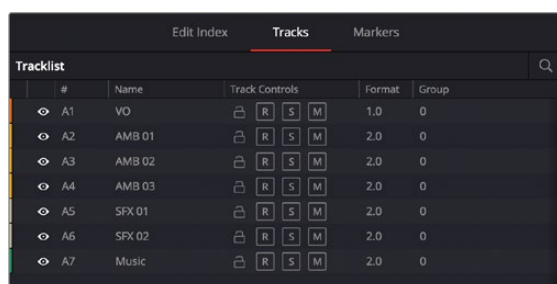 Edit Index Tracks Markers
Tracklist
# Name Track Controls Format Group
A1 VO R S M 1.0 0
A2 AMB 01 R S M 2.0 0
A3 AMB 02 R S M 2.0 0
A4 AMB 03 R S M 2.0 0
A5 SFX 01 R S M 2.0 0
A6 SFX 02 R S M 2.0 0
A7 Music R S M 2.0 0